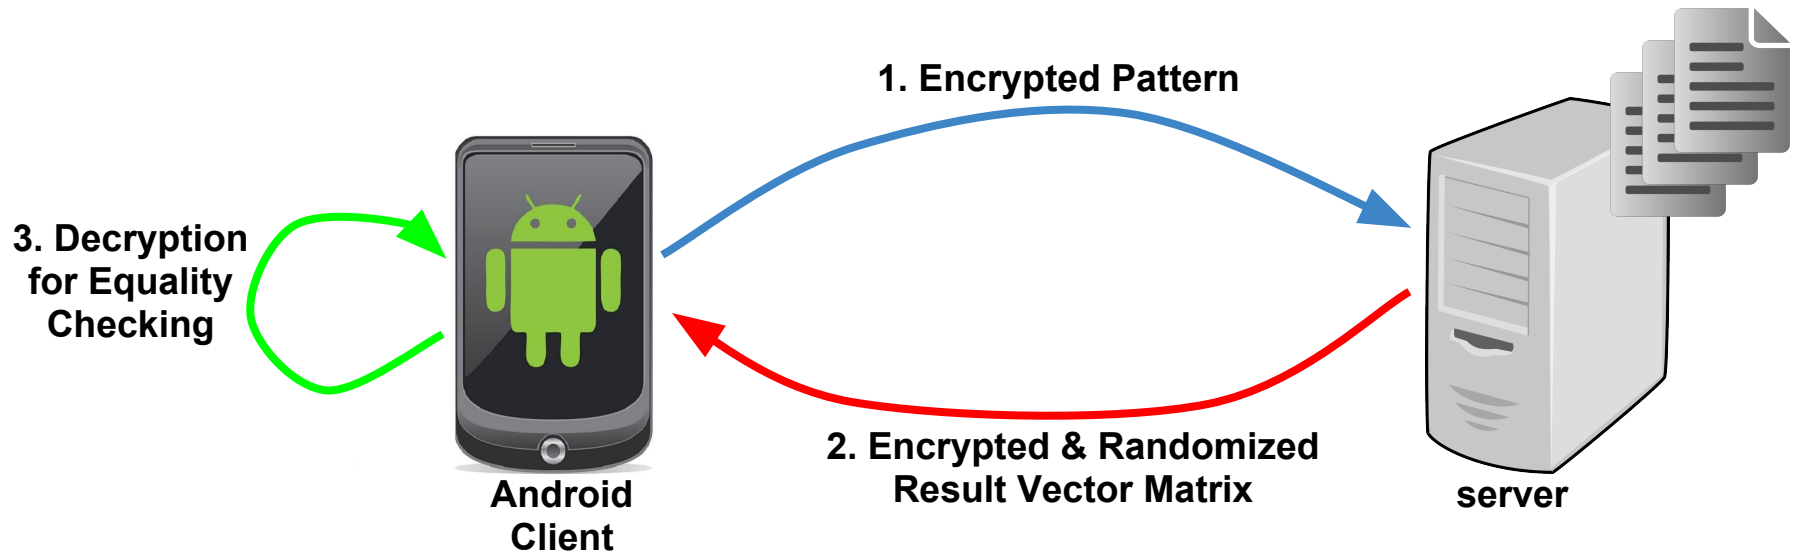 1. Encrypted Pattern
3. Decryption
for Equality
Checking
2. Encrypted & Randomized
Result Vector Matrix
Android
Client
server